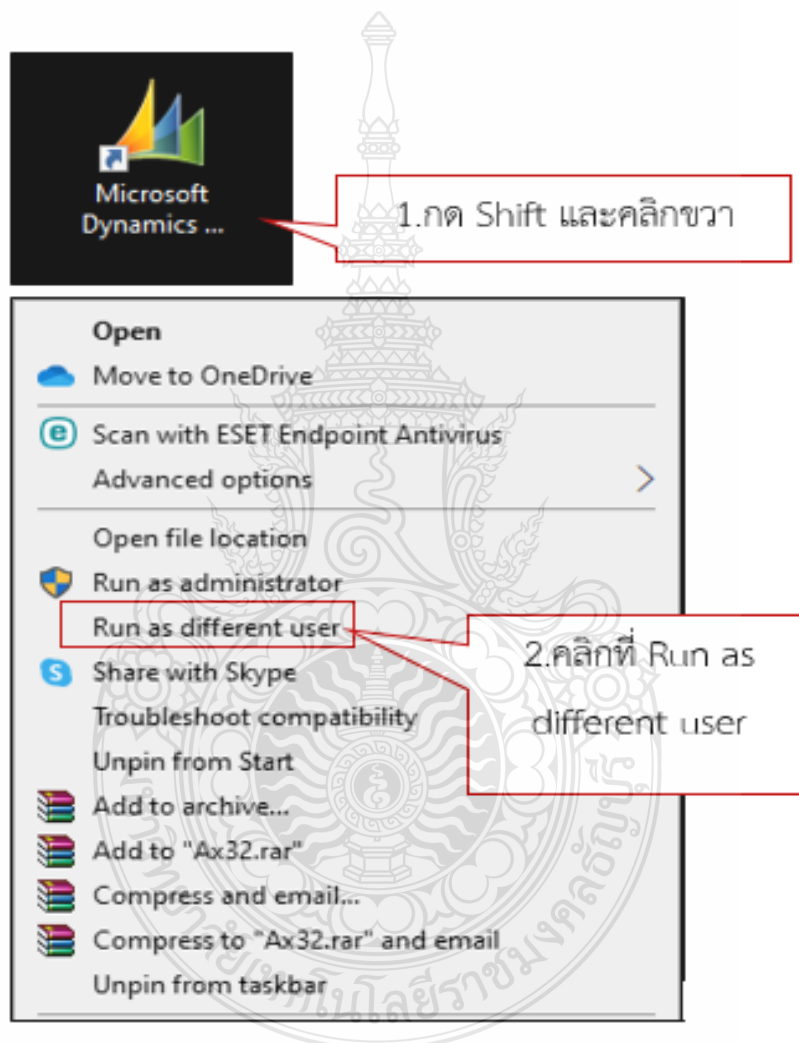 Microsoft
Dynamics ...
1.กด Shift และคลิกขวา
Open
Move to OneDrive
Scan with ESET Endpoint Antivirus
Advanced options
Open file location
Run as administrator
Run as different user
2.คลิกที่ Run as
different user
Share with Skype
Troubleshoot compatibility
Unpin from Start
Add to archive...
Add to "Ax32.rar"
Compress and email...
Compress to "Ax32.rar" and email
Unpin from taskbar